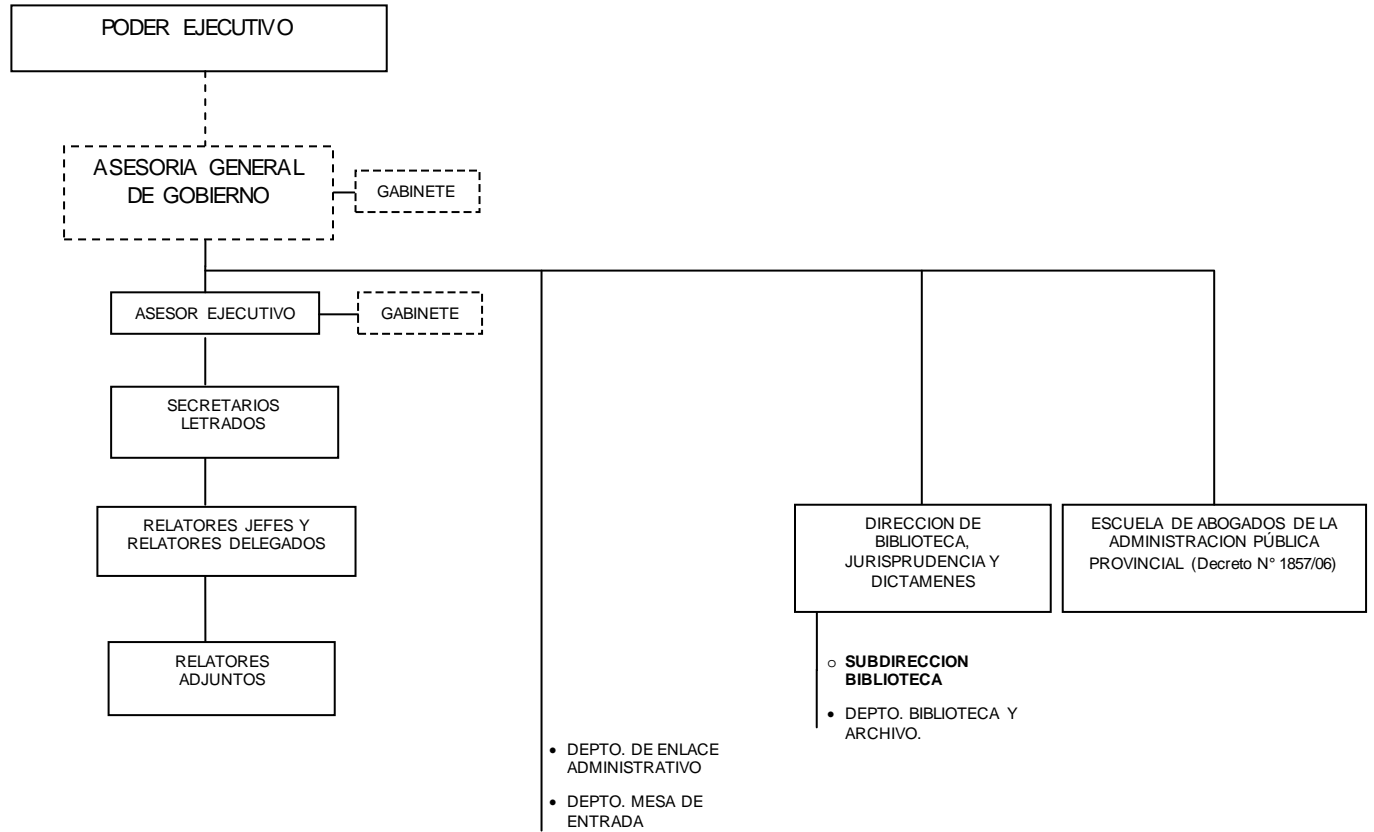 PODER EJECUTIVO
ASESORIA GENERAL
DE GOBIERNO
GABINETE
ASESOR EJECUTIVO
GABINETE
SECRETARIOS
LETRADOS
RELATORES JEFES Y
RELATORES DELEGADOS
RELATORES
ADJUNTOS
• DEPTO. DE ENLACE
ADMINISTRATIVO
• DEPTO. MESA DE
ENTRADA
DIRECCION DE
BIBLIOTECA,
JURISPRUDENCIA Y
DICTAMENES
o SUBDIRECCION
BIBLIOTECA
• DEPTO. BIBLIOTECA Y
ARCHIVO.
ESCUELA DE ABOGADOS DE LA
ADMINISTRACION PÚBLICA
PROVINCIAL (Decreto N° 1857/06)